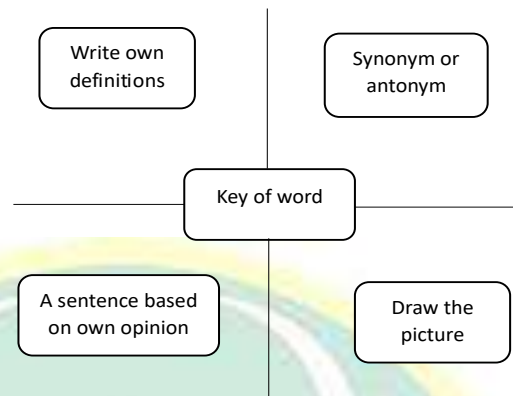 Write own
definitions
Synonym or
antonym
Key of word
A sentence based
on own opinion
Draw the
picture